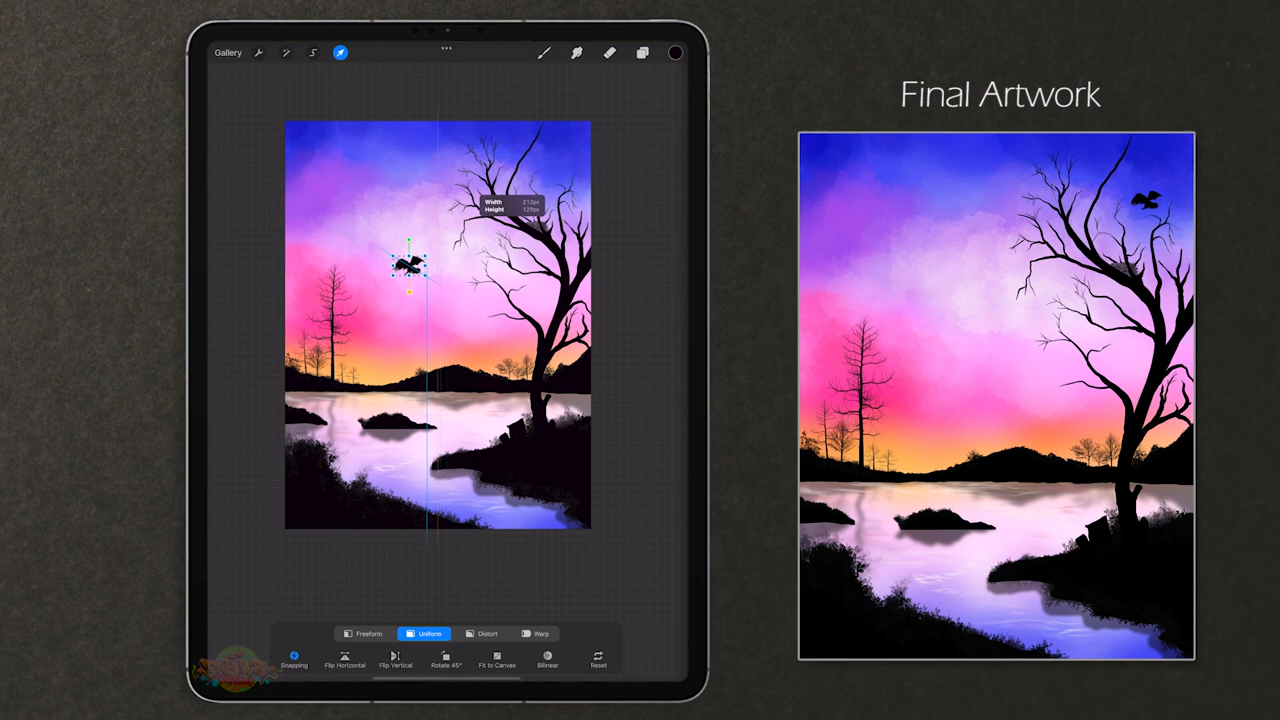 Gallery
Final Artwork
Width 212px
Height 129px
Freeform Uniform Distort Warp
Snapping Flip Horizontal Flip Vertical Rotate 45° Fit to Canvas Bilinear Reset